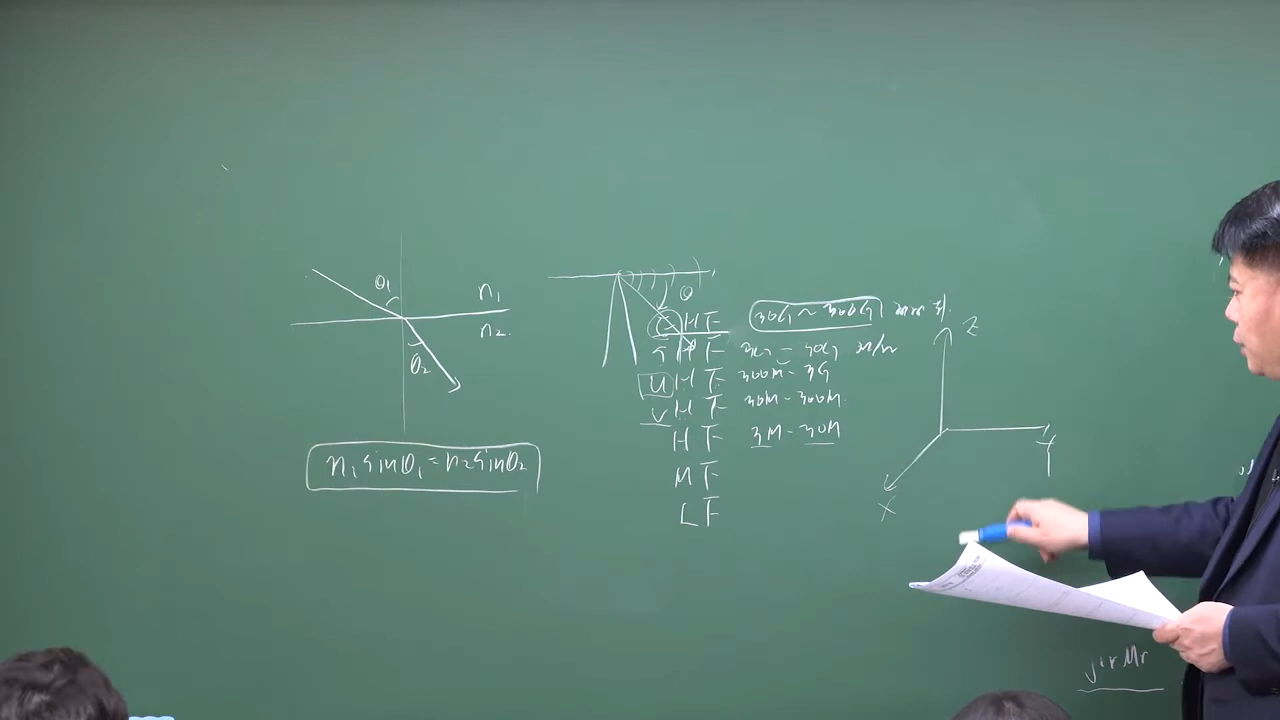 θ₁
n₁
n₂
θ₂
n₁sinθ₁=n₂sinθ₂
θ
EHF 30G ~ 300G
SHF 3G - 30G
UHF 300M - 3G
VHF 30M - 300M
HF 3M - 30M
MF
LF
Z
Y
X